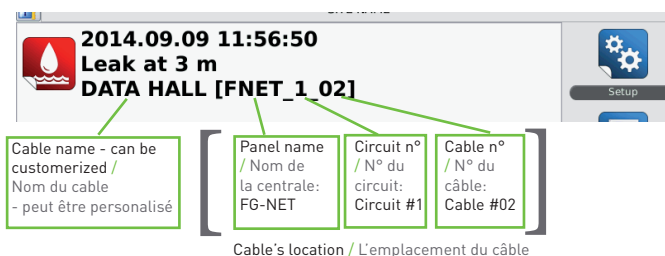 2014.09.09 11:56:50
Leak at 3 m
DATA HALL [FNET_1_02]
Setup
Cable name - can be
customerized /
Nom du cable
- peut être personalisé
Panel name
/ Nom de
la centrale:
FG-NET
Circuit n°
/ N° du
circuit:
Circuit #1
Cable n°
/ N° du
câble:
Cable #02
Cable's location / L'emplacement du câble